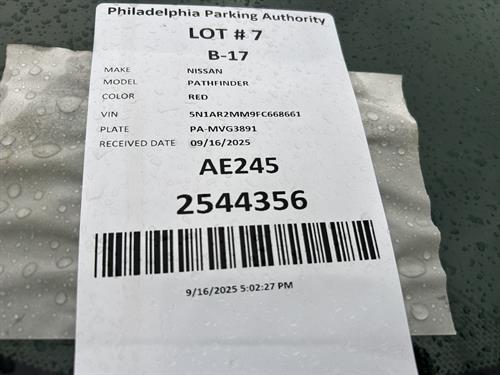 Philadelphia Parking Authority
LOT # 7
B-17
MAKE NISSAN
MODEL PATHFINDER
COLOR RED
VIN 5N1AR2MM9FC668661
PLATE PA-MVG3891
RECEIVED DATE 09/16/2025
AE245
2544356
9/16/2025 5:02:27 PM